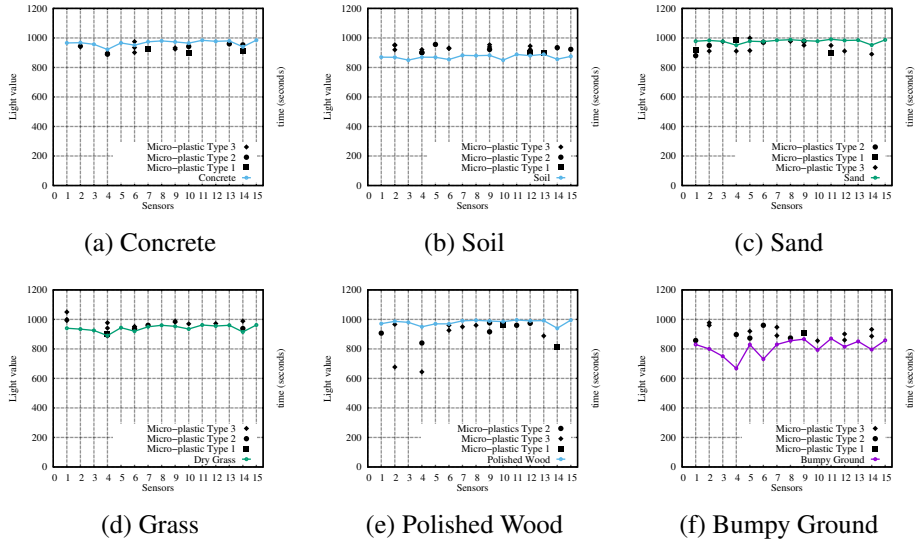 1200
1000
800
600
400
200
0
Light value
time (seconds)
Micro-plastic Type 3
Micro-plastic Type 2
Micro-plastic Type 1
Concrete
0 1 2 3 4 5 6 7 8 9 10 11 12 13 14 15
Sensors
(a) Concrete
1200
1000
800
600
400
200
0
Light value
time (seconds)
Micro-plastic Type 3
Micro-plastic Type 2
Micro-plastic Type 1
Soil
0 1 2 3 4 5 6 7 8 9 10 11 12 13 14 15
Sensors
(b) Soil
1200
1000
800
600
400
200
0
Light value
time (seconds)
Micro-plastics Type 2
Micro-plastics Type 1
Micro-plastic Type 3
Sand
0 1 2 3 4 5 6 7 8 9 10 11 12 13 14 15
Sensors
(c) Sand
1200
1000
800
600
400
200
0
Light value
time (seconds)
Micro-plastic Type 3
Micro-plastic Type 2
Micro-plastic Type 1
Dry Grass
0 1 2 3 4 5 6 7 8 9 10 11 12 13 14 15
Sensors
(d) Grass
1200
1000
800
600
400
200
0
Light value
time (seconds)
Micro-plastics Type 2
Micro-plastic Type 3
Micro-plastic Type 1
Polished Wood
0 1 2 3 4 5 6 7 8 9 10 11 12 13 14 15
Sensors
(e) Polished Wood
1200
1000
800
600
400
200
0
Light value
time (seconds)
Micro-plastic Type 3
Micro-plastic Type 2
Micro-plastic Type 1
Bumpy Ground
0 1 2 3 4 5 6 7 8 9 10 11 12 13 14 15
Sensors
(f) Bumpy Ground